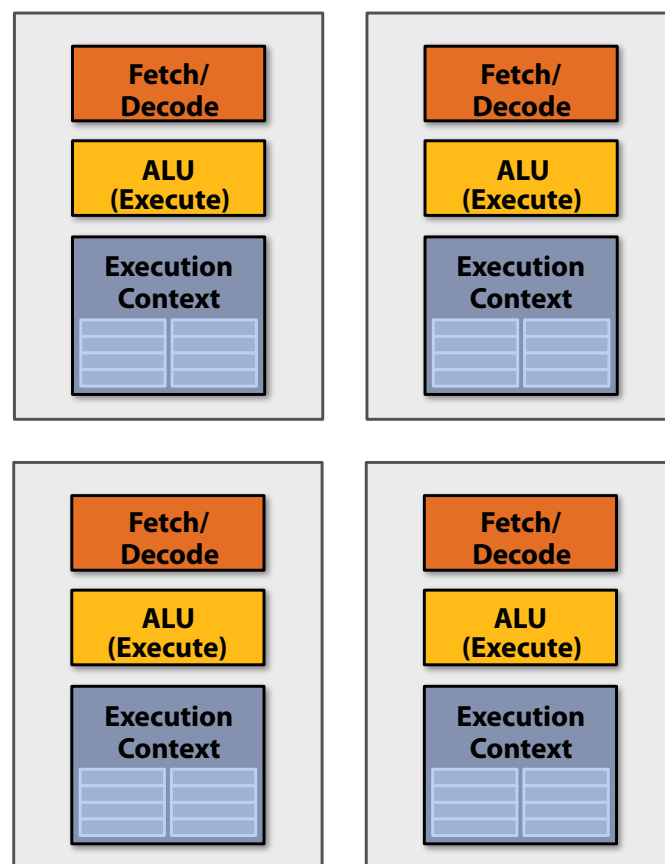 Fetch/
Decode
ALU
(Execute)
Execution
Context
Fetch/
Decode
ALU
(Execute)
Execution
Context
Fetch/
Decode
ALU
(Execute)
Execution
Context
Fetch/
Decode
ALU
(Execute)
Execution
Context